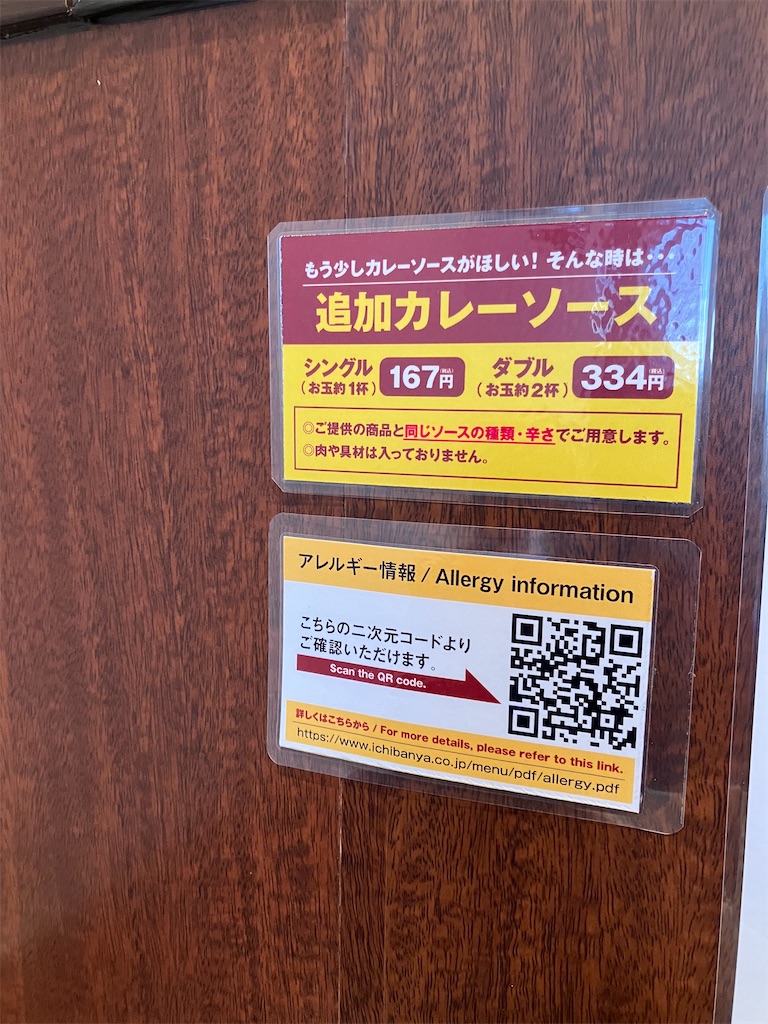 もう少しカレーソースがほしい！そんな時は・・・
追加カレーソース
シングル
（お玉約1杯）
167円(税込)
ダブル
（お玉約2杯）
334円(税込)
◎ご提供の商品と同じソースの種類・辛さでご用意します。
◎肉や具材は入っておりません。
アレルギー情報 / Allergy information
こちらの二次元コードより
ご確認いただけます。
Scan the QR code.
詳しくはこちらから / For more details, please refer to this link.
https://www.ichibanya.co.jp/menu/pdf/allergy.pdf